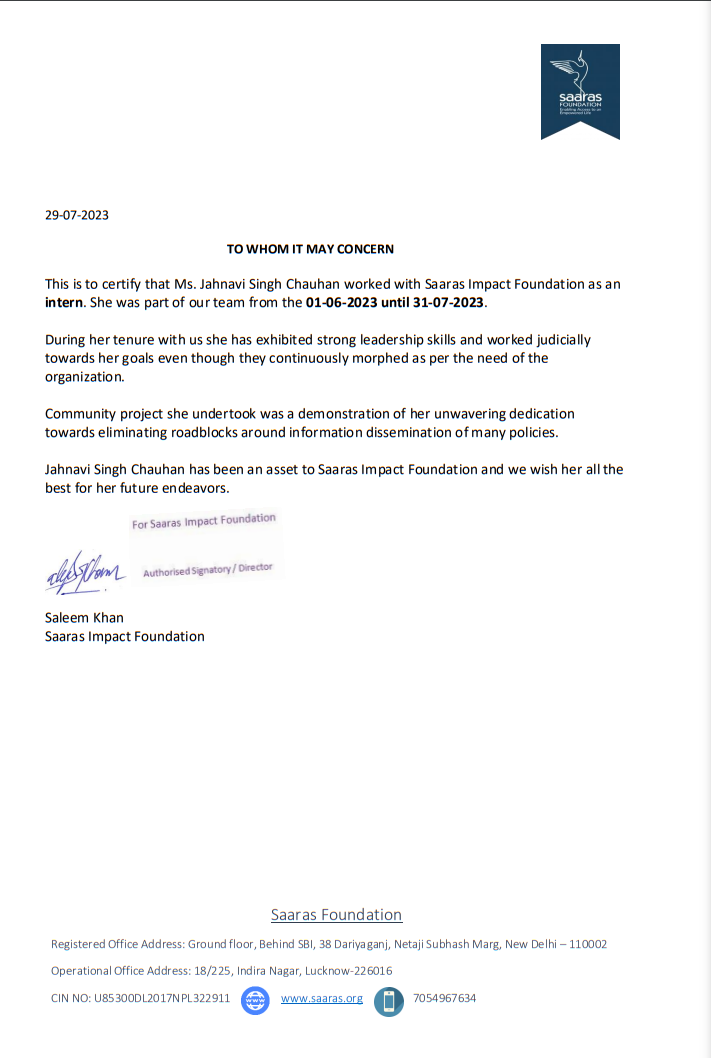 saaras
FOUNDATION
Enabling Access to an
Empowered Life
29-07-2023
TO WHOM IT MAY CONCERN
This is to certify that Ms. Jahnavi Singh Chauhan worked with Saaras Impact Foundation as an
intern. She was part of our team from the 01-06-2023 until 31-07-2023.
During her tenure with us she has exhibited strong leadership skills and worked judicially
towards her goals even though they continuously morphed as per the need of the
organization.
Community project she undertook was a demonstration of her unwavering dedication
towards eliminating roadblocks around information dissemination of many policies.
Jahnavi Singh Chauhan has been an asset to Saaras Impact Foundation and we wish her all the
best for her future endeavors.
For Saaras Impact Foundation
Authorised Signatory / Director
Saleem Khan
Saaras Impact Foundation
Saaras Foundation
Registered Office Address: Ground floor, Behind SBI, 38 Dariyaganj, Netaji Subhash Marg, New Delhi – 110002
Operational Office Address: 18/225, Indira Nagar, Lucknow-226016
CIN NO: U85300DL2017NPL322911 www www.saaras.org 7054967634